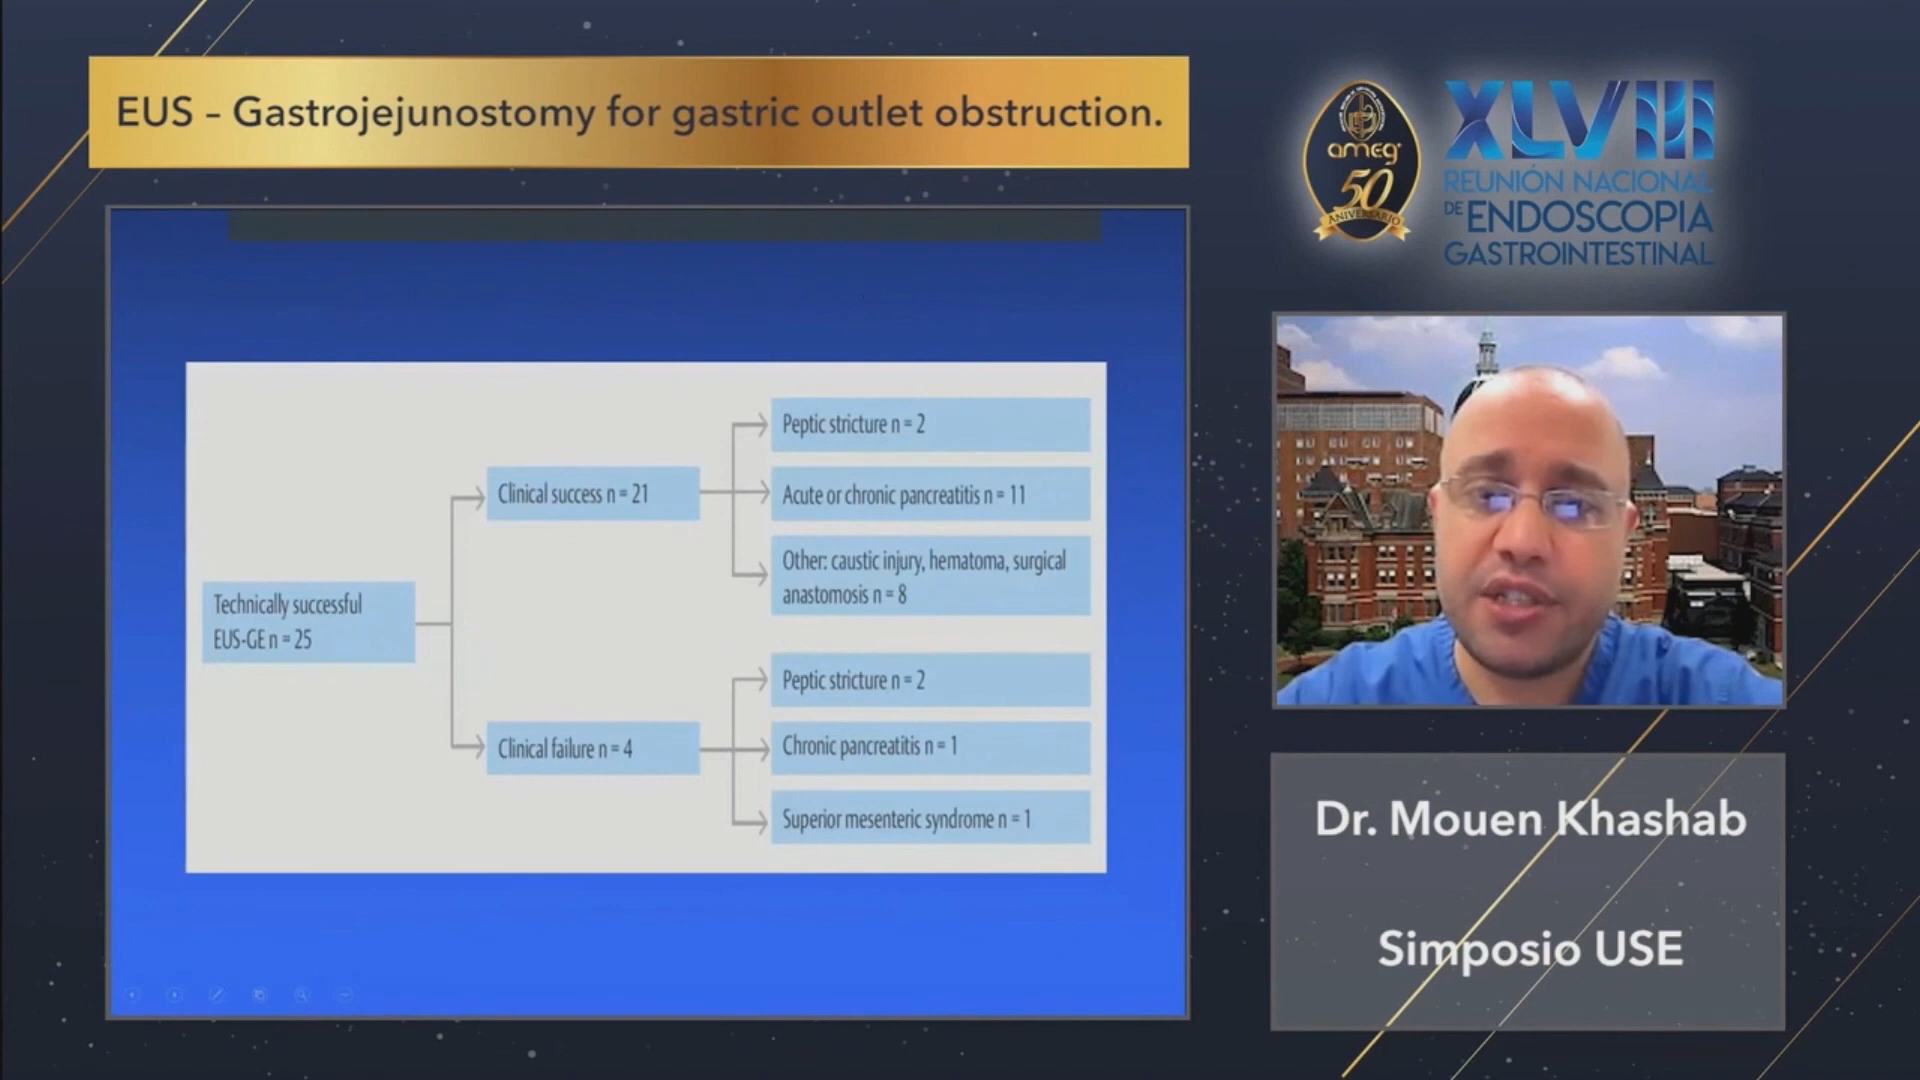 EUS – Gastrojejunostomy for gastric outlet obstruction.
ameg
50
ANIVERSARIO
XLVIII
REUNIÓN NACIONAL
DE ENDOSCOPIA
GASTROINTESTINAL
Technically successful
EUS-GE n = 25
Clinical success n = 21
Peptic stricture n = 2
Acute or chronic pancreatitis n = 11
Other: caustic injury, hematoma, surgical
anastomosis n = 8
Clinical failure n = 4
Peptic stricture n = 2
Chronic pancreatitis n = 1
Superior mesenteric syndrome n = 1
Dr. Mouen Khashab
Simposio USE